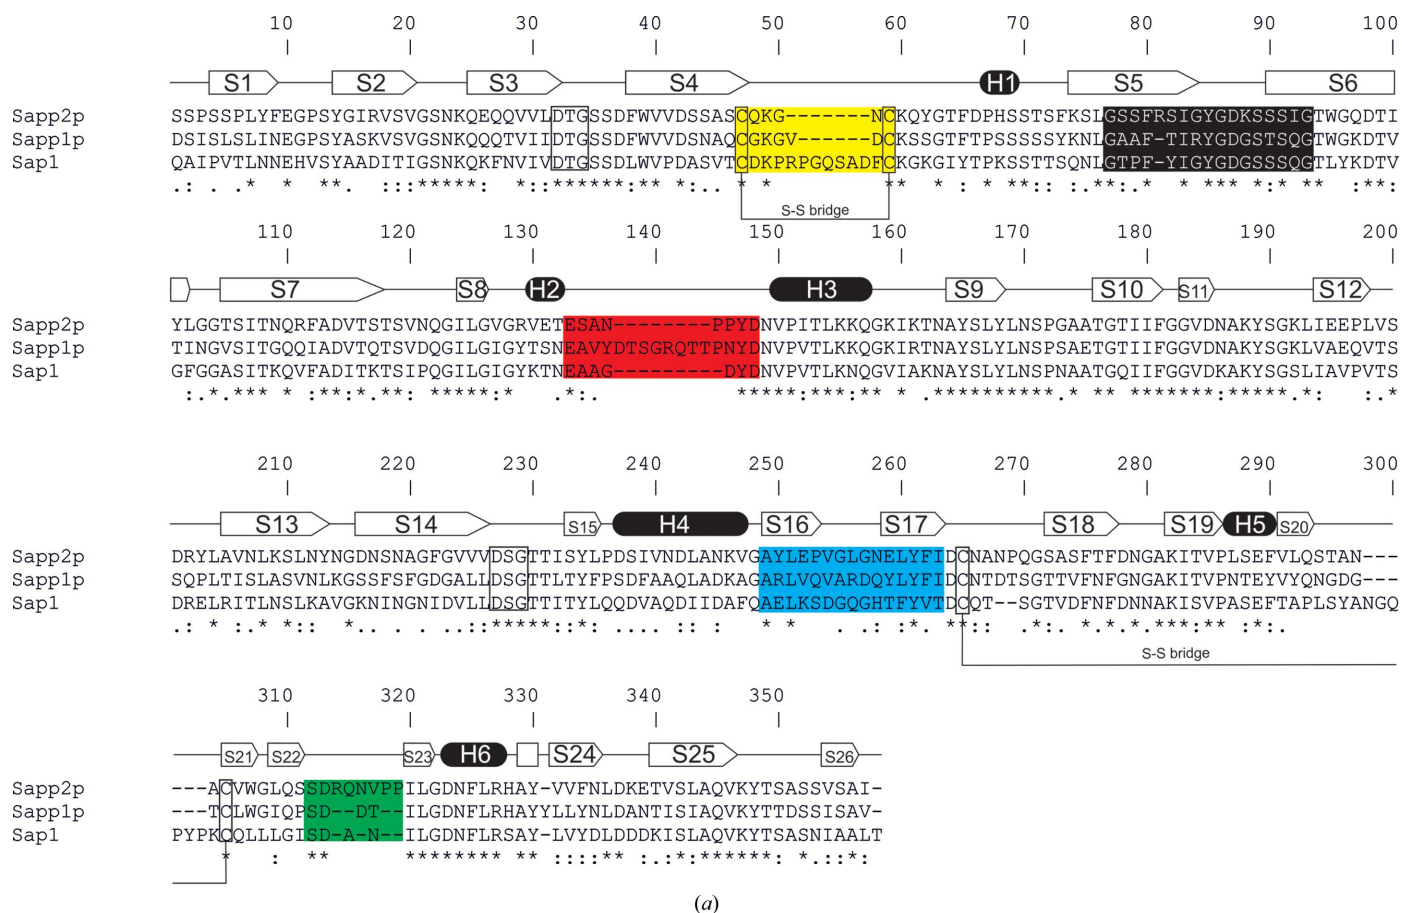 10 20 30 40 50 60 70 80 90 100
S1 S2 S3 S4 H1 S5 S6
Sapp2p SSPSSPLYFEGPSYGIRVSVGSNKQEQQVVLDTGSSDFWVVDSSASCQKG-------NCKQYGTFDPHSSTSFKSLGSSFRSIGYGDKSSSIGTWGQDTI
Sapp1p DSISLSLINEGPSYASKVSVGSNKQQQTVIIDTGSSDFWVVDSNAQCGKGV------DCKSSGTFTPSSSSSYKNLGAAF-TIRYGDGSTSQGTWGKDTV
Sap1 QAIPVTLNNEHVSYAADITIGSNKQKFNVIVDTGSSDLWVPDASVTCDKPRPGQSADFCKGKGIYTPKSSTTSQNLGTPF-YIGYGDGSSSQGTLYKDTV
S-S bridge
110 120 130 140 150 160 170 180 190 200
S7 S8 H2 H3 S9 S10 S11 S12
Sapp2p YLGGTSITNQRFADVTSTSVNQGILGVGRVETESAN--------PPYDNVPITLKKQGKIKTNAYSLYLNSPGAATGTIIFGGVDNAKYSGKLIEEPLVS
Sapp1p TINGVSITGQQIADVTQTSVDQGILGIGYTSNEAVYDTSGRQTTPNYDNVPVTLKKQGKIRTNAYSLYLNSPSAETGTIIFGGVDNAKYSGKLVAEQVTS
Sap1 GFGGASITKQVFADITKTSIPQGILGIGYKTNEAAG---------DYDNVPVTLKNQGVIAKNAYSLYLNSPNAATGQIIFGGVDKAKYSGSLIAVPVTS
210 220 230 240 250 260 270 280 290 300
S13 S14 S15 H4 S16 S17 S18 S19 H5 S20
Sapp2p DRYLAVNLKSLNYNGDNSNAGFGVVVDSGTTISYLPDSIVNDLANKVGAYLEPVGLGNELYFIDCNANPQGSASFTFDNGAKITVPLSEFVLQSTAN---
Sapp1p SQPLTISLASVNLKGSSFSFGDGALLDSGTTLTYFPSDFAAQLADKAGARLVQVARDQYLYFIDCNTDTSGTTVFNFGNGAKITVPNTEYVYQNGDG---
Sap1 DRELRITLNSLKAVGKNINGNIDVLLDSGTTITYLQQDVAQDIIDAFQAELKSDGQGHTFYVTDCQT--SGTVDFNFDNNAKISVPASEFTAPLSYANGQ
S-S bridge
310 320 330 340 350
S21 S22 S23 H6 S24 S25 S26
Sapp2p ---ACVWGLQSSDRQNVPPILGDNFLRHAY-VVFNLDKETVSLAQVKYTSASSVSAI-
Sapp1p ---TCLWGIQPSD--DT--ILGDNFLRHAYLLYNLDANTISIAQVKYTTDSSISAV-
Sap1 PYPKCQLLLGISD-A-N--ILGDNFLRSAY-LVYDLDDDKISLAQVKYTSASNIAALT
(a)